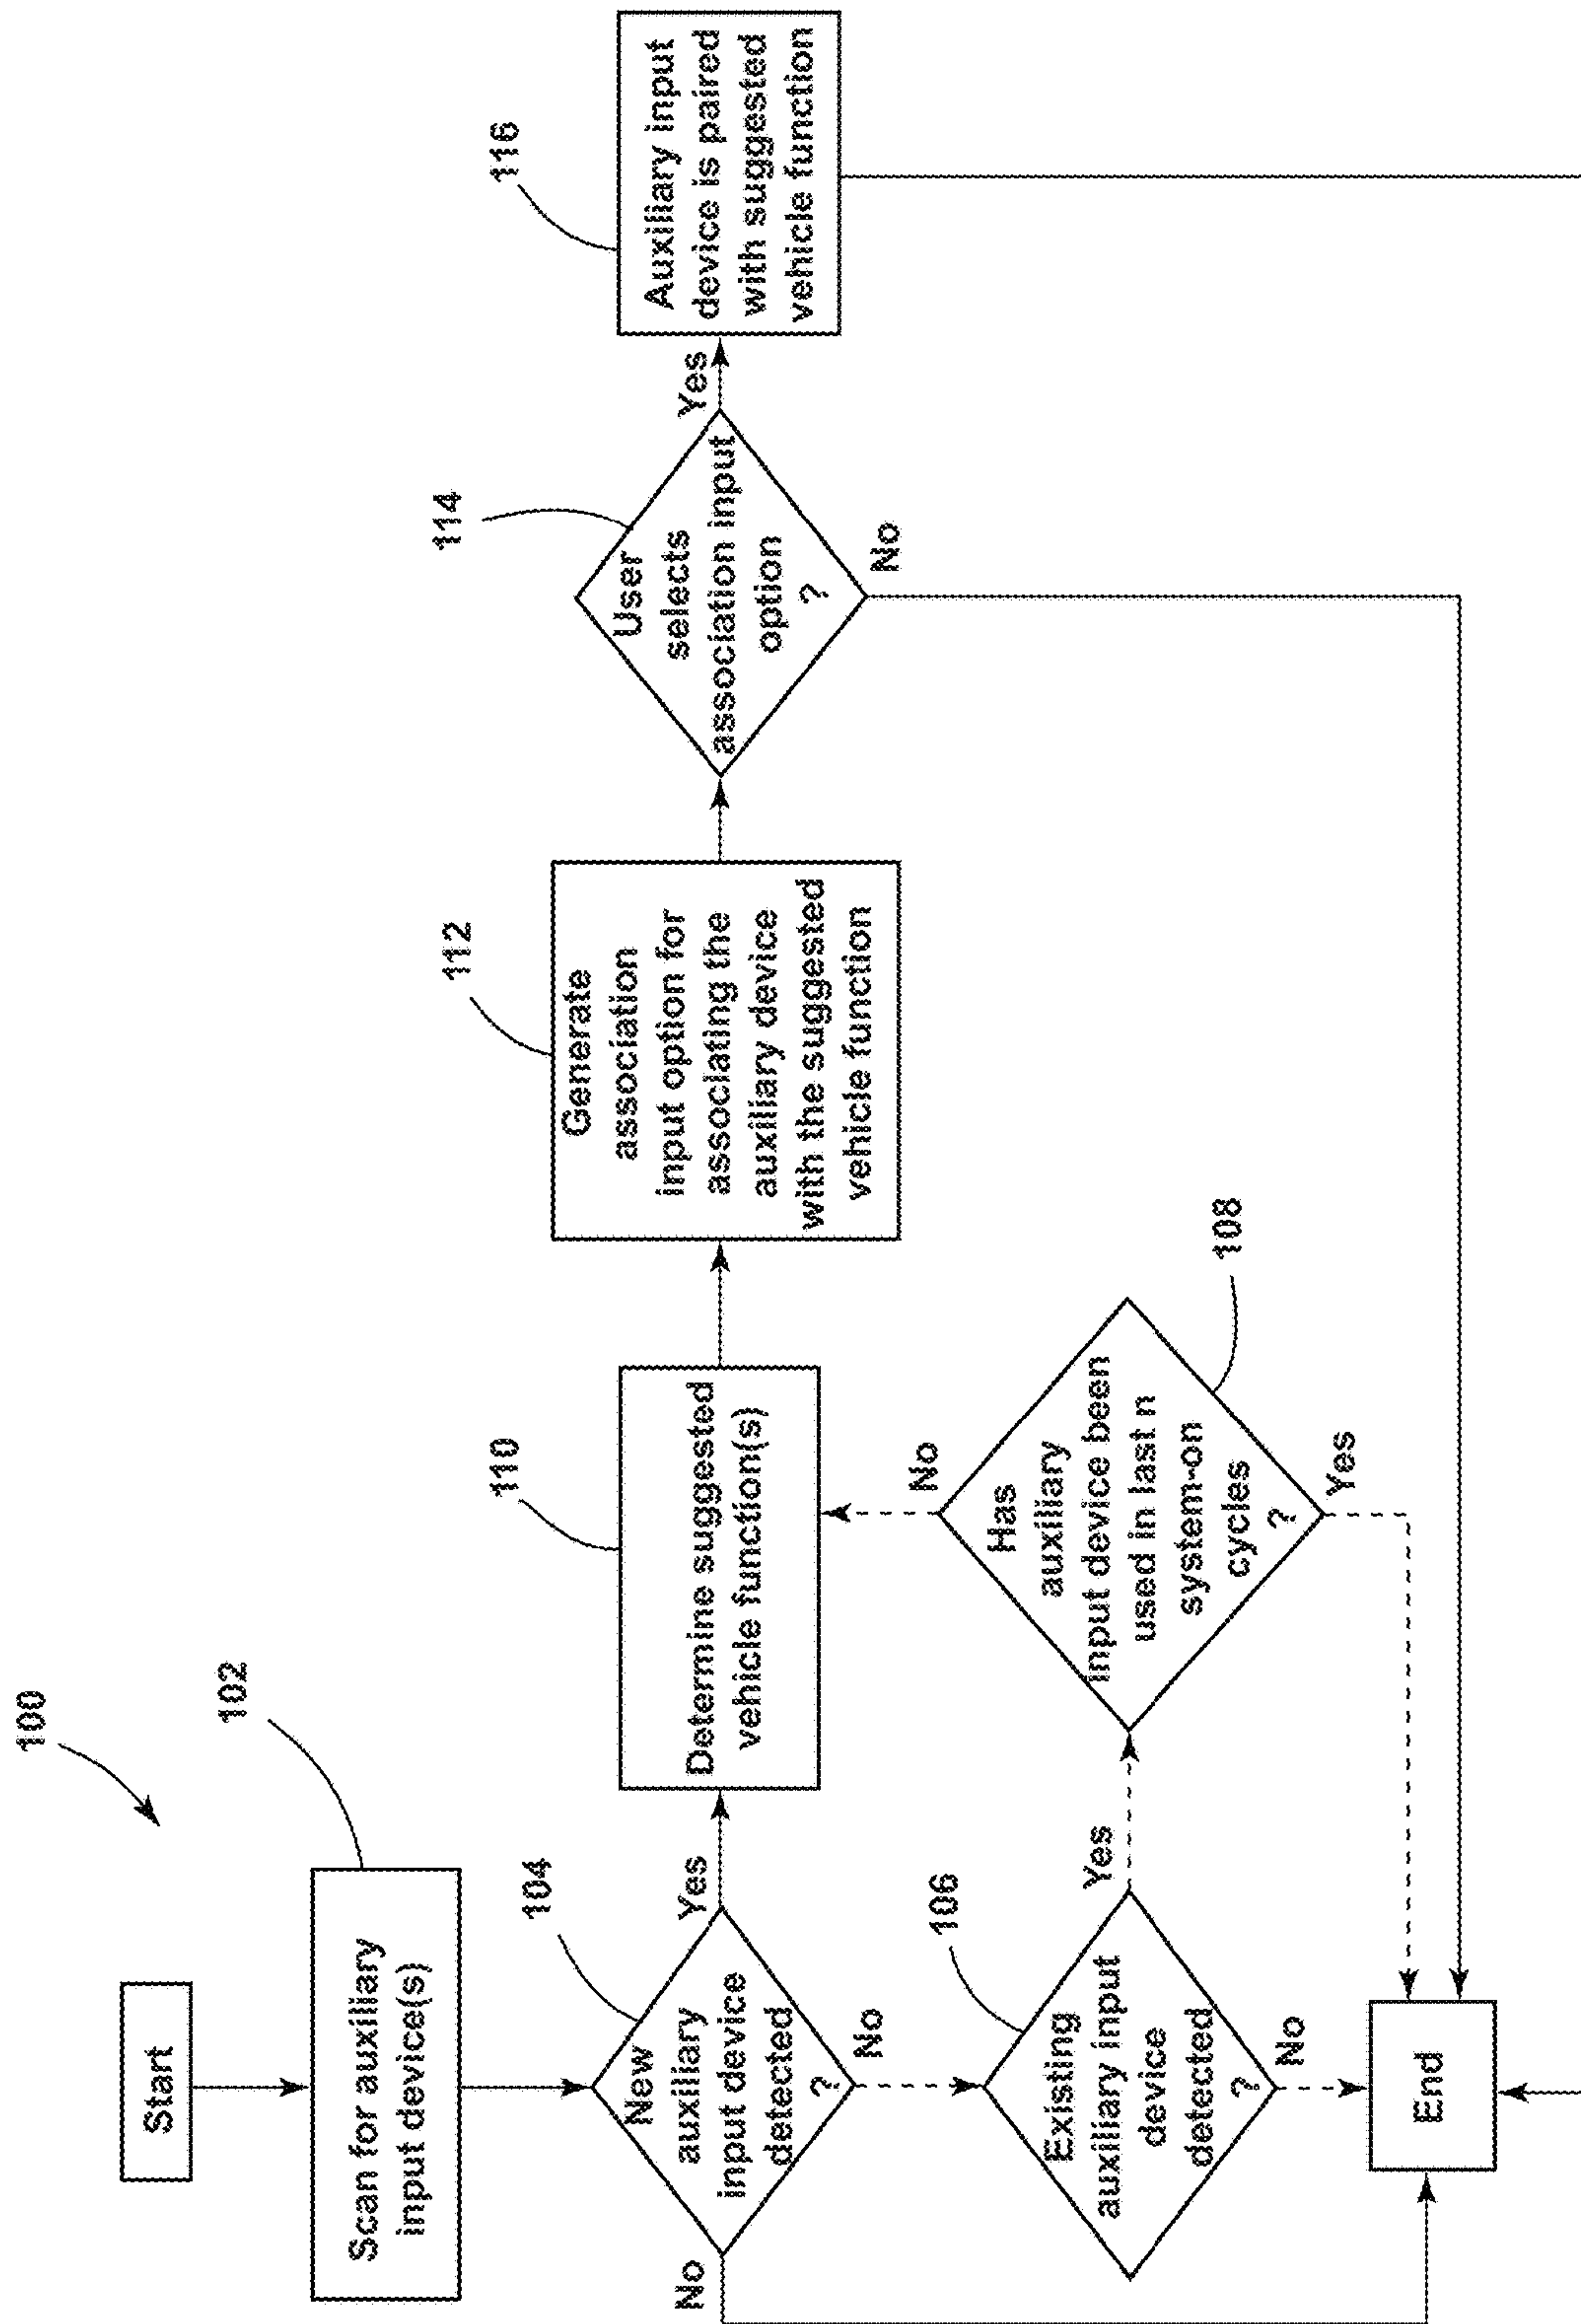 100
Start
102
Scan for auxiliary
input device(s)
104
New
auxiliary
input device
detected
?
Yes
No
No
106
Existing
auxiliary input
device
detected
?
Yes
No
108
Has
auxiliary
input device been
used in last n
system-on
cycles
?
No
Yes
110
Determine suggested
vehicle function(s)
112
Generate
association
input option for
associating the
auxiliary device
with the suggested
vehicle function
114
User
selects
association input
option
?
Yes
No
116
Auxiliary input
device is paired
with suggested
vehicle function
End